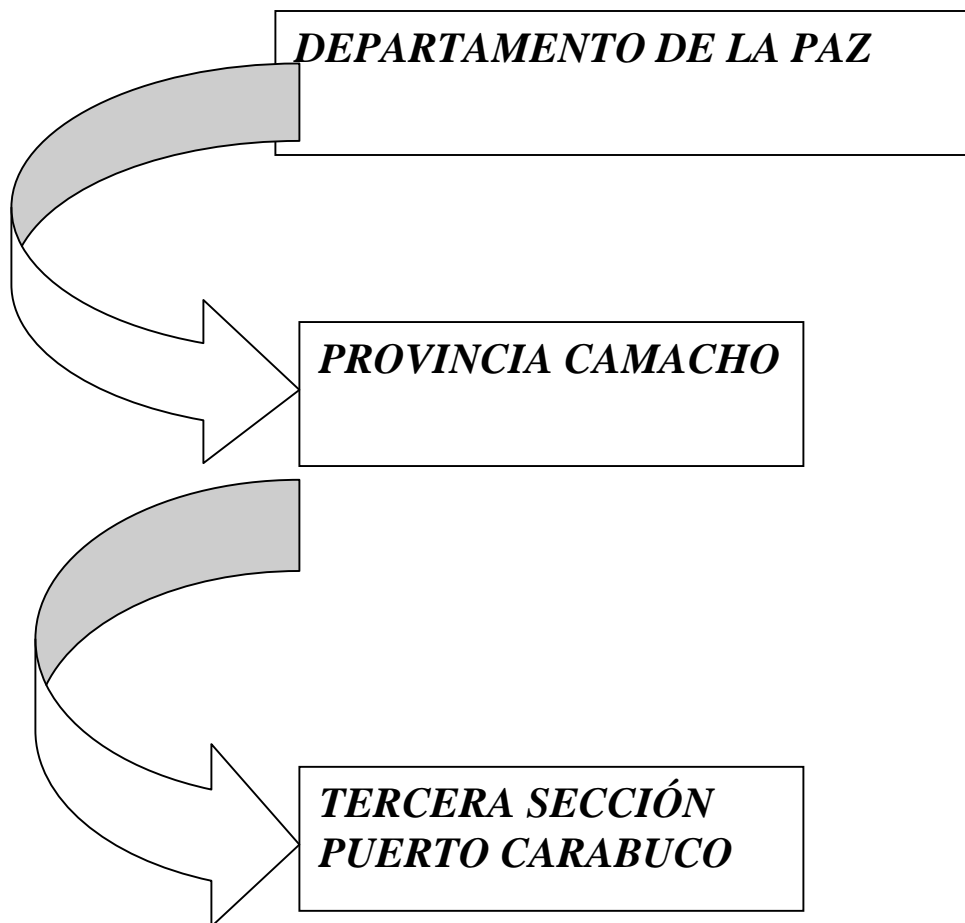 DEPARTAMENTO DE LA PAZ
PROVINCIA CAMACHO
TERCERA SECCIÓN
PUERTO CARABUCO